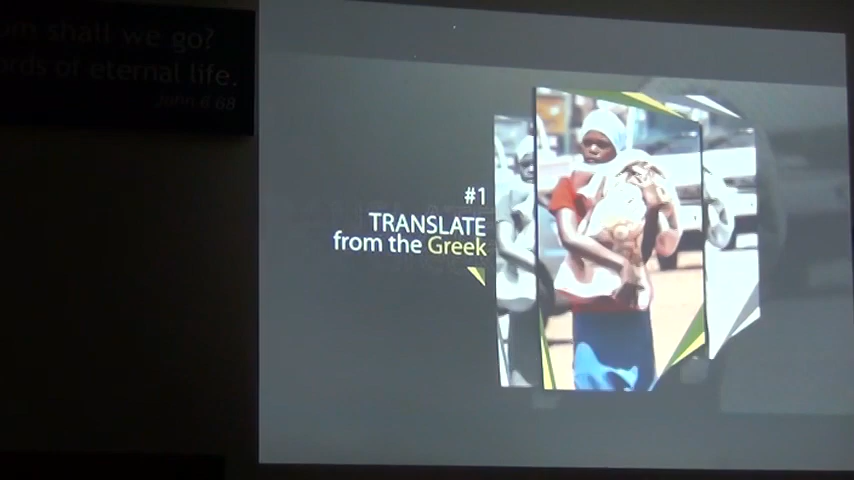 shall we go?
of eternal life.
John 6:68
#1
TRANSLATE
from the Greek